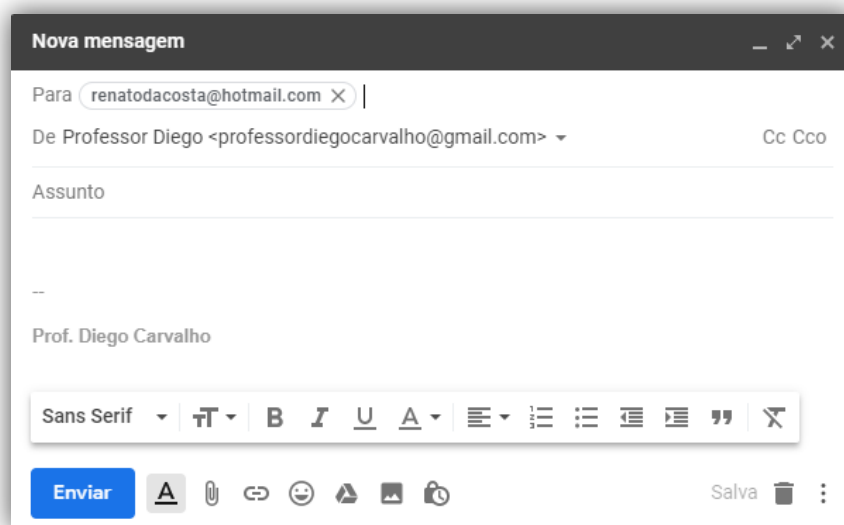 Nova mensagem
Para renatodacosta@hotmail.com
De Professor Diego <professordiegocarvalho@gmail.com> Cc Cco
Assunto
--
Prof. Diego Carvalho
Sans Serif
Enviar Salva